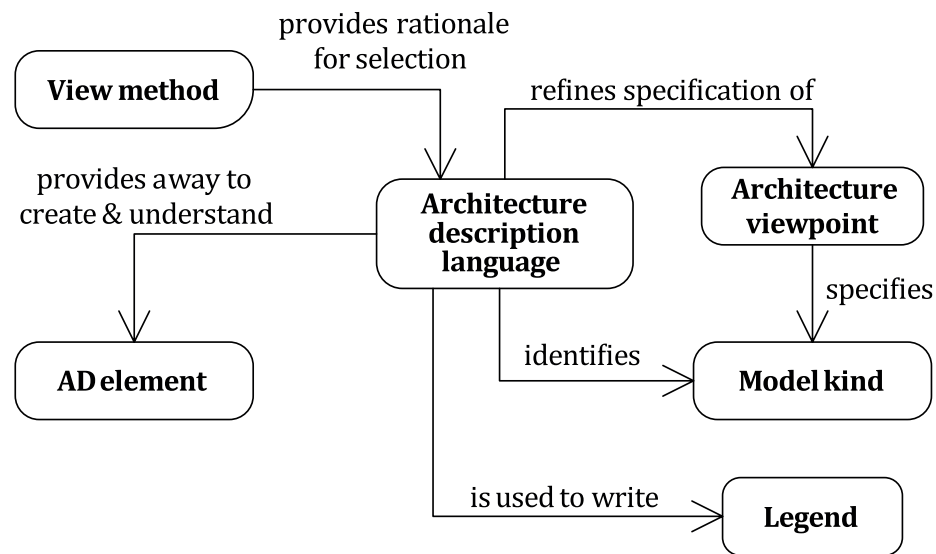 provides rationale
for selection
View method
refines specification of
provides away to
create & understand
Architecture
description
language
Architecture
viewpoint
specifies
identifies
AD element
Model kind
is used to write
Legend